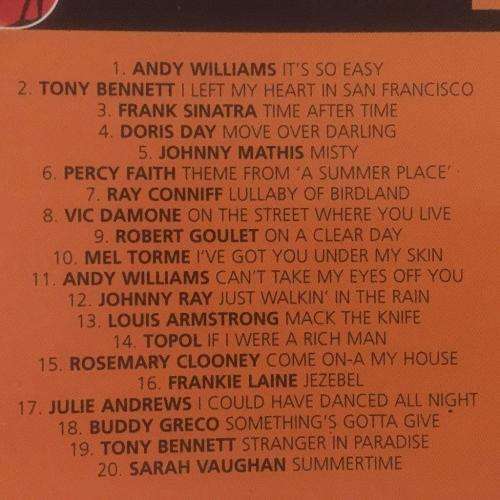 1. ANDY WILLIAMS IT'S SO EASY
2. TONY BENNETT I LEFT MY HEART IN SAN FRANCISCO
3. FRANK SINATRA TIME AFTER TIME
4. DORIS DAY MOVE OVER DARLING
5. JOHNNY MATHIS MISTY
6. PERCY FAITH THEME FROM 'A SUMMER PLACE'
7. RAY CONNIFF LULLABY OF BIRDLAND
8. VIC DAMONE ON THE STREET WHERE YOU LIVE
9. ROBERT GOULET ON A CLEAR DAY
10. MEL TORME I'VE GOT YOU UNDER MY SKIN
11. ANDY WILLIAMS CAN'T TAKE MY EYES OFF YOU
12. JOHNNY RAY JUST WALKIN' IN THE RAIN
13. LOUIS ARMSTRONG MACK THE KNIFE
14. TOPOL IF I WERE A RICH MAN
15. ROSEMARY CLOONEY COME ON-A MY HOUSE
16. FRANKIE LAINE JEZEBEL
17. JULIE ANDREWS I COULD HAVE DANCED ALL NIGHT
18. BUDDY GRECO SOMETHING'S GOTTA GIVE
19. TONY BENNETT STRANGER IN PARADISE
20. SARAH VAUGHAN SUMMERTIME